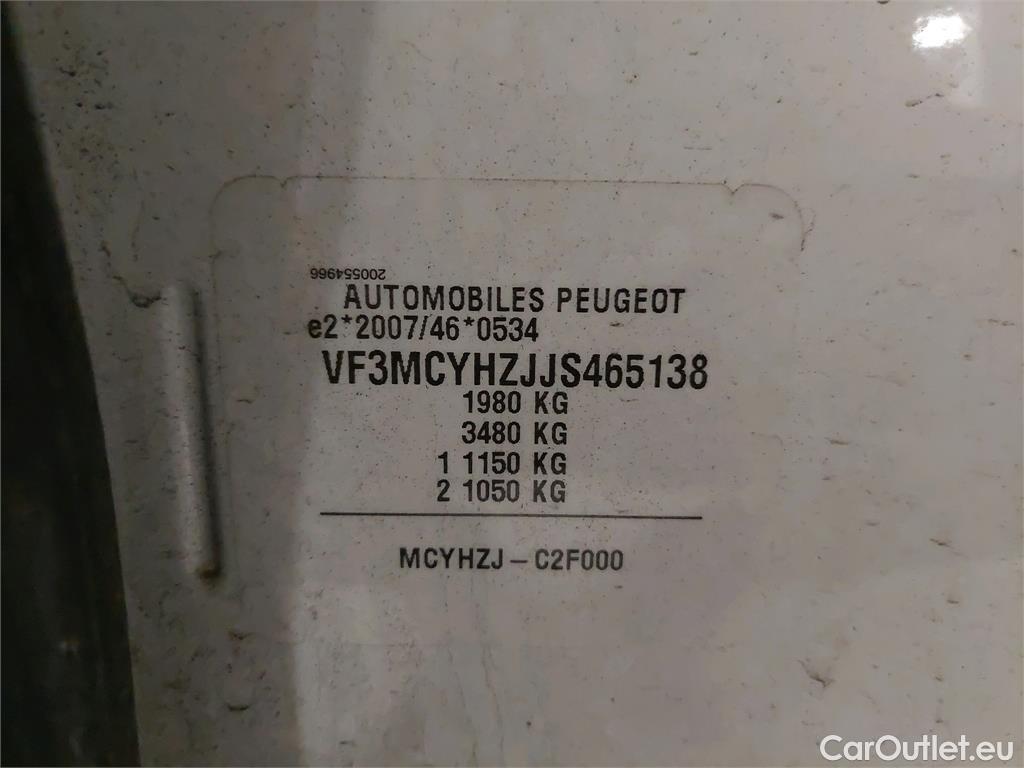 200554966
AUTOMOBILES PEUGEOT
e2*2007/46*0534
VF3MCYHZJJS465138
1980 KG
3480 KG
1 1150 KG
2 1050 KG
MCYHZJ – C2F000
CarOutlet.eu